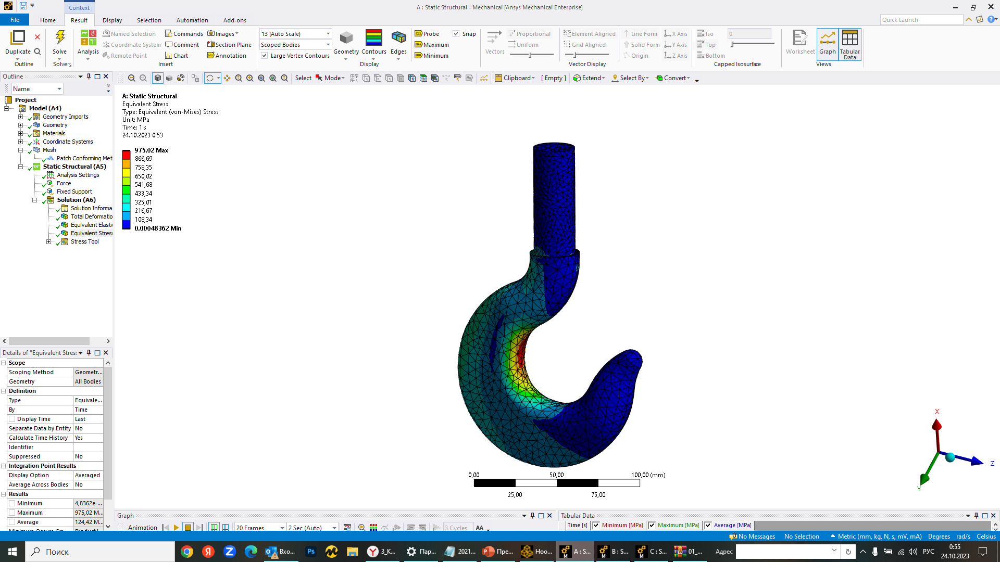 Context
A : Static Structural - Mechanical [Ansys Mechanical Enterprise]
File Home Result Display Selection Automation Add-ons
Quick Launch
Duplicate
Outline
Solve
Solver
Analysis
Named Selection
Coordinate System
Remote Point
Commands
Comment
Chart
Images
Section Plane
Annotation
Insert
13 (Auto Scale)
Scoped Bodies
Large Vertex Contours
Geometry
Contours
Edges
Display
Probe
Maximum
Minimum
Snap
Vectors
Proportional
Uniform
Element Aligned
Grid Aligned
Line Form
Solid Form
Origin
X Axis
Y Axis
Z Axis
Vector Display
Iso
Top
Bottom
0
Capped Isosurface
Worksheet
Graph
Tabular Data
Views
Outline
Select Mode Clipboard [ Empty ] Extend Select By Convert
Name
Project
Model (A4)
Geometry Imports
Geometry
Materials
Coordinate Systems
Mesh
Patch Conforming Met
Static Structural (A5)
Analysis Settings
Force
Fixed Support
Solution (A6)
Solution Informa
Total Deformatio
Equivalent Elasti
Equivalent Stress
Stress Tool
A: Static Structural
Equivalent Stress
Type: Equivalent (von-Mises) Stress
Unit: MPa
Time: 1 s
24.10.2023 0:53
975,02 Max
866,69
758,35
650,02
541,68
433,34
325,01
216,67
108,34
0,00048362 Min
0,00 50,00 100,00 (mm)
25,00 75,00
X
Y
Z
Details of "Equivalent Stres:
Scope
Scoping Method Geometr...
Geometry All Bodies
Definition
Type Equivale...
By Time
Display Time Last
Separate Data by Entity No
Calculate Time History Yes
Identifier
Suppressed No
Integration Point Results
Display Option Averaged
Average Across Bodies No
Results
Minimum 4,8362e-...
Maximum 975,02 M...
Average 124,42 M...
Graph
Animation 20 Frames 2 Sec (Auto) 3 Cycles AA
Tabular Data
Time [s] Minimum [MPa] Maximum [MPa] Average [MPa]
No Messages No Selection Metric (mm, kg, N, s, mV, mA) Degrees rad/s Celsius
Поиск
Вхо...
3_К...
Пар...
2021...
Пре...
Hoo...
A : S...
B : S...
C : S...
01_...
Адрес
РУС
0:55
24.10.2023